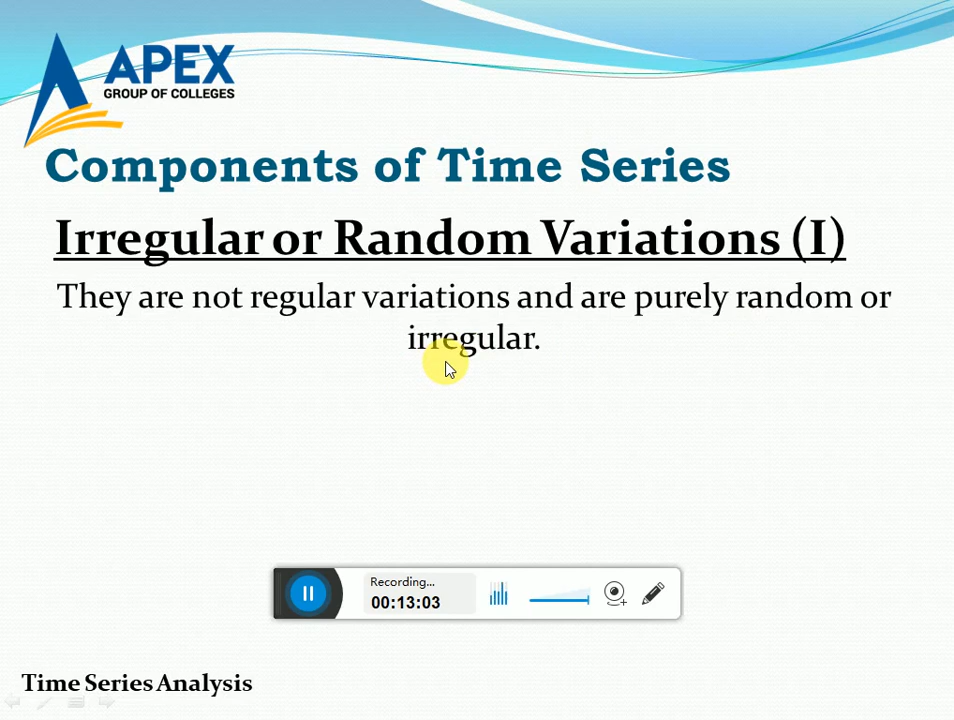 APEX
GROUP OF COLLEGES
Components of Time Series
Irregular or Random Variations (I)
They are not regular variations and are purely random or
irregular.
Recording...
00:13:03
Time Series Analysis